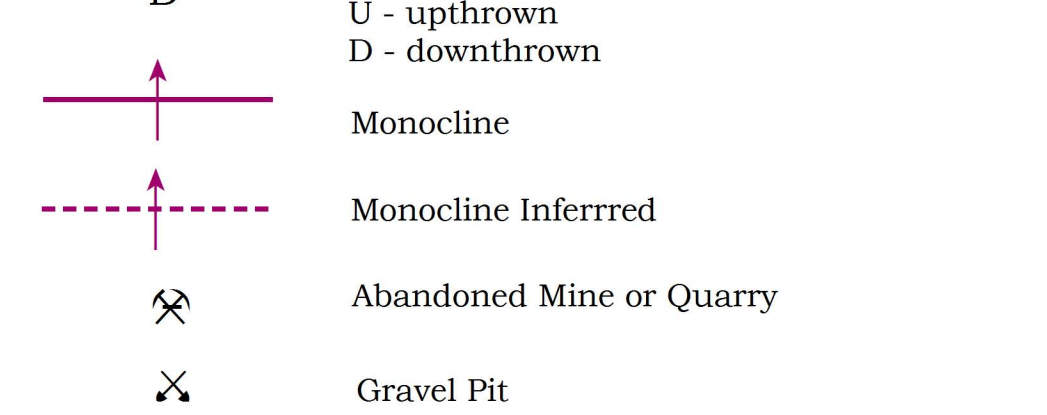 U - upthrown
D
D - downthrown
Monocline
Monocline Inferrred
Abandoned Mine or Quarry
Gravel Pit